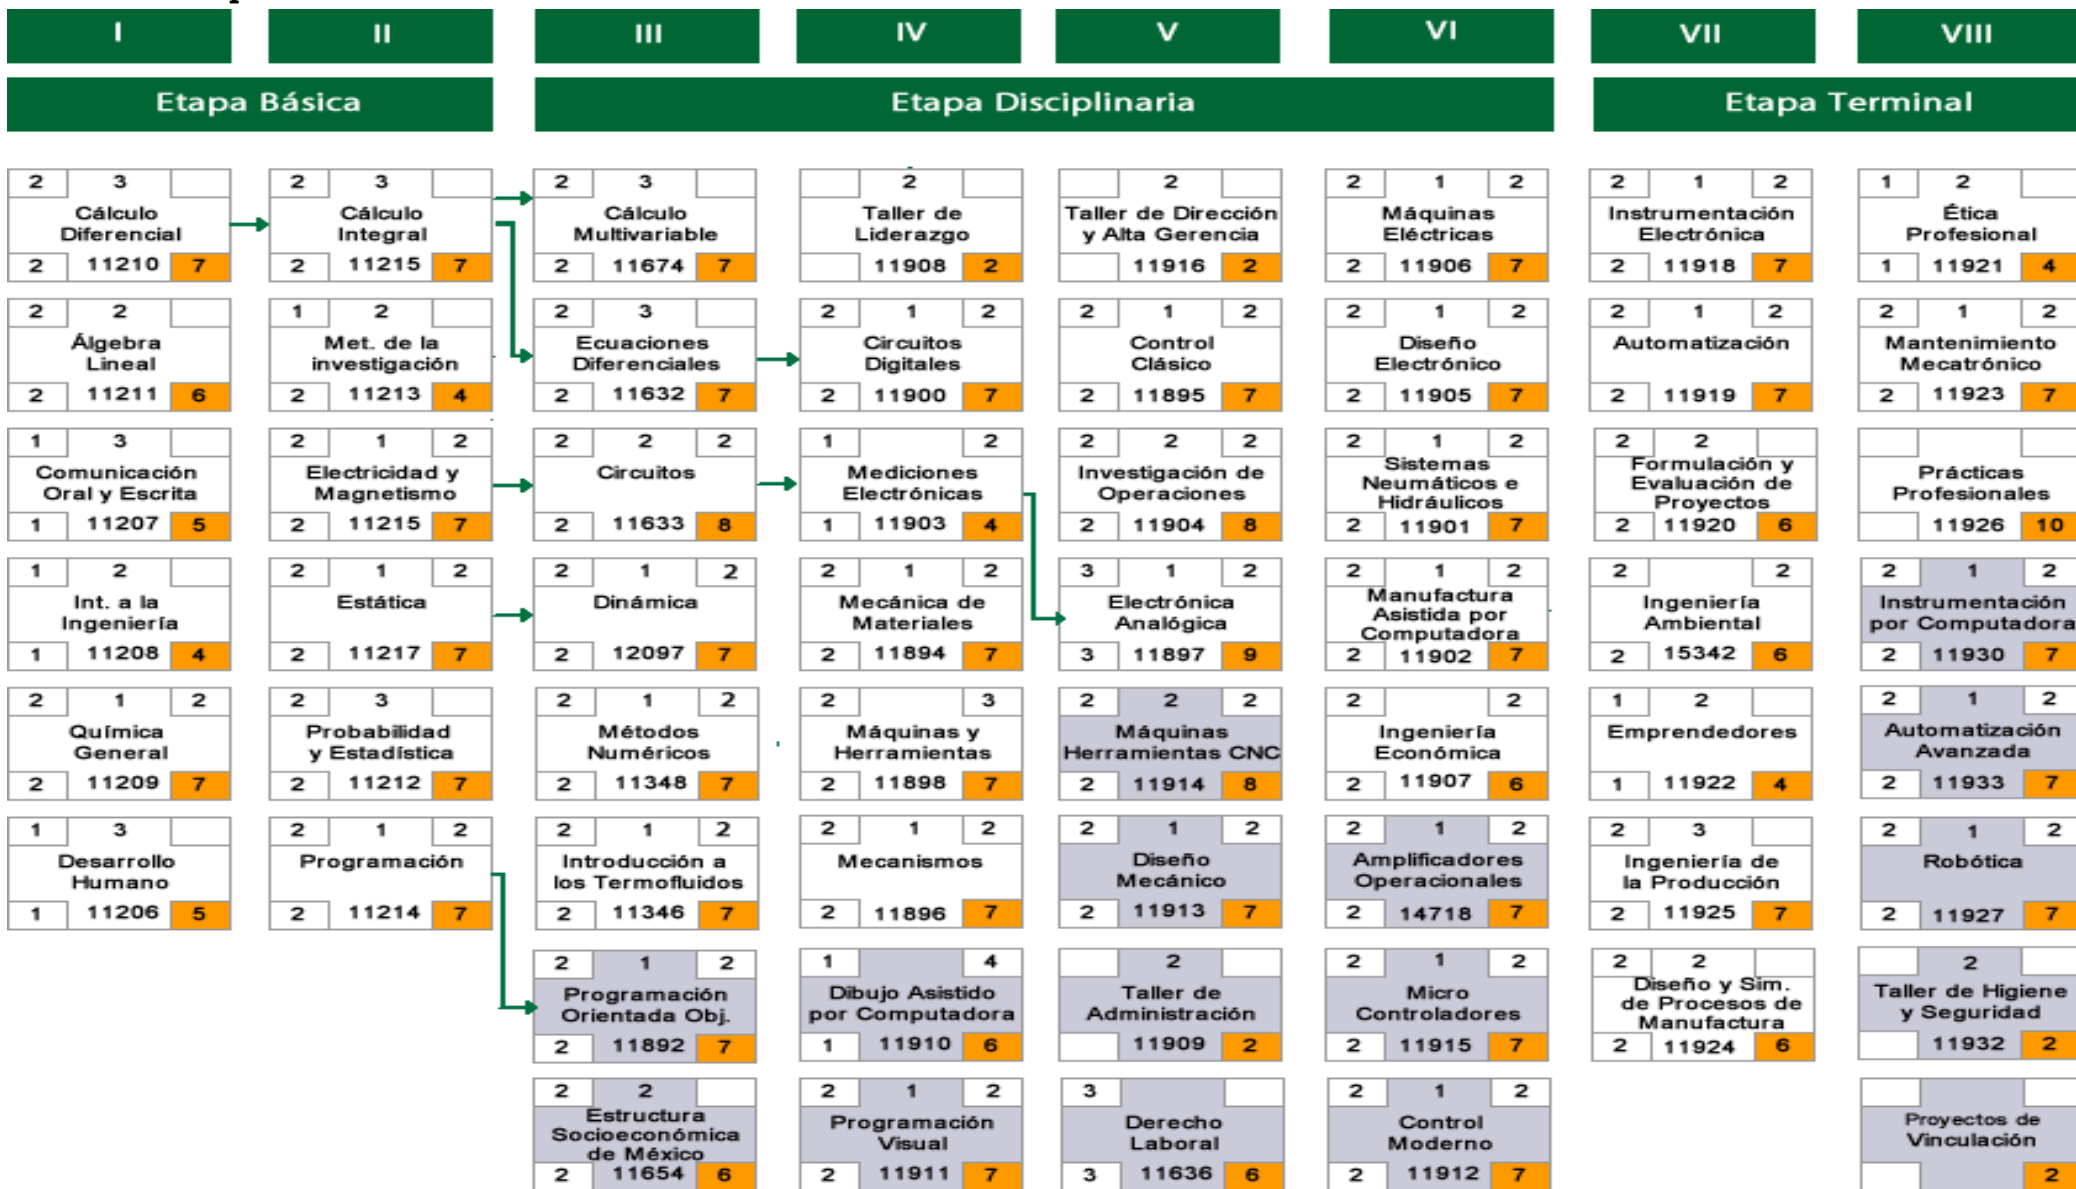 I
II
III
IV
V
VI
VII
VIII
Etapa Básica
Etapa Disciplinaria
Etapa Terminal
2 3
Cálculo
Diferencial
2 11210 7
2 3
Cálculo
Integral
2 11215 7
2 3
Cálculo
Multivariable
2 11674 7
2
Taller de
Liderazgo
11908 2
2
Taller de Dirección
y Alta Gerencia
11916 2
2 1 2
Máquinas
Eléctricas
2 11906 7
2 1 2
Instrumentación
Electrónica
2 11918 7
1 2
Ética
Profesional
1 11921 4
2 2
Álgebra
Lineal
2 11211 6
1 2
Met. de la
investigación
2 11213 4
2 3
Ecuaciones
Diferenciales
2 11632 7
2 1 2
Circuitos
Digitales
2 11900 7
2 1 2
Control
Clásico
2 11895 7
2 1 2
Diseño
Electrónico
2 11905 7
2 1 2
Automatización
2 11919 7
2 1 2
Mantenimiento
Mecatrónico
2 11923 7
1 3
Comunicación
Oral y Escrita
1 11207 5
2 1 2
Electricidad y
Magnetismo
2 11215 7
2 2 2
Circuitos
2 11633 8
1 2
Mediciones
Electrónicas
1 11903 4
2 2 2
Investigación de
Operaciones
2 11904 8
2 1 2
Sistemas
Neumáticos e
Hidráulicos
2 11901 7
2 2
Formulación y
Evaluación de
Proyectos
2 11920 6
Prácticas
Profesionales
11926 10
1 2
Int. a la
Ingeniería
1 11208 4
2 1 2
Estática
2 11217 7
2 1 2
Dinámica
2 12097 7
2 1 2
Mecánica de
Materiales
2 11894 7
3 1 2
Electrónica
Analógica
3 11897 9
2 1 2
Manufactura
Asistida por
Computadora
2 11902 7
2 2
Ingeniería
Ambiental
2 15342 6
2 1 2
Instrumentación
por Computadora
2 11930 7
2 1 2
Química
General
2 11209 7
2 3
Probabilidad
y Estadística
2 11212 7
2 1 2
Métodos
Numéricos
2 11348 7
2 3
Máquinas y
Herramientas
2 11898 7
2 2 2
Máquinas
Herramientas CNC
2 11914 8
2 2
Ingeniería
Económica
2 11907 6
1 2
Emprendedores
1 11922 4
2 1 2
Automatización
Avanzada
2 11933 7
1 3
Desarrollo
Humano
1 11206 5
2 1 2
Programación
2 11214 7
2 1 2
Introducción a
los Termofluidos
2 11346 7
2 1 2
Mecanismos
2 11896 7
2 1 2
Diseño
Mecánico
2 11913 7
2 1 2
Amplificadores
Operacionales
2 14718 7
2 3
Ingeniería de
la Producción
2 11925 7
2 1 2
Robótica
2 11927 7
2 1 2
Programación
Orientada Obj.
2 11892 7
1 4
Dibujo Asistido
por Computadora
1 11910 6
2
Taller de
Administración
11909 2
2 1 2
Micro
Controladores
2 11915 7
2 2
Diseño y Sim.
de Procesos de
Manufactura
2 11924 6
2
Taller de Higiene
y Seguridad
11932 2
2 2
Estructura
Socioeconómica
de México
2 11654 6
2 1 2
Programación
Visual
2 11911 7
3
Derecho
Laboral
3 11636 6
2 1 2
Control
Moderno
2 11912 7
Proyectos de
Vinculación
2